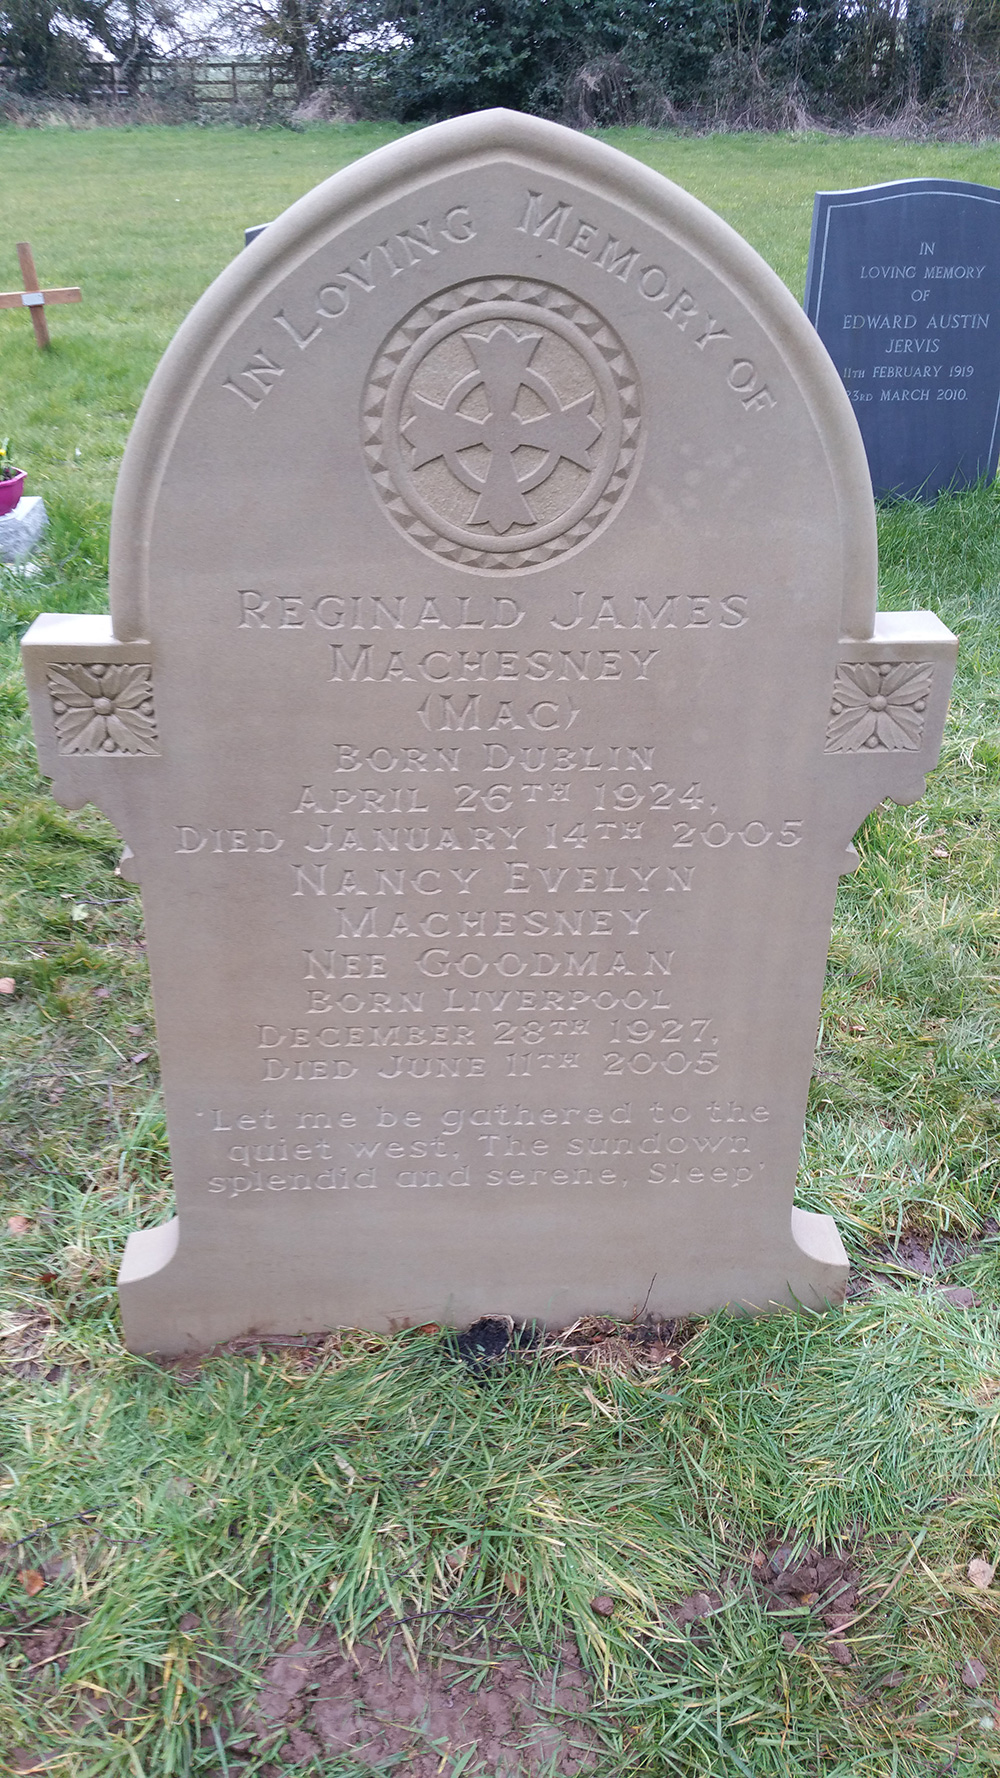 In Loving Memory of
Reginald James
Machesney
(Mac)
Born Dublin
April 26th 1924,
Died January 14th 2005
Nancy Evelyn
Machesney
Nee Goodman
Born Liverpool
December 28th 1927,
Died June 11th 2005
'Let me be gathered to the
quiet west, The sundown
splendid and serene, Sleep'
IN
LOVING MEMORY
OF
EDWARD AUSTIN
JERVIS
11TH FEBRUARY 1919
23RD MARCH 2010.